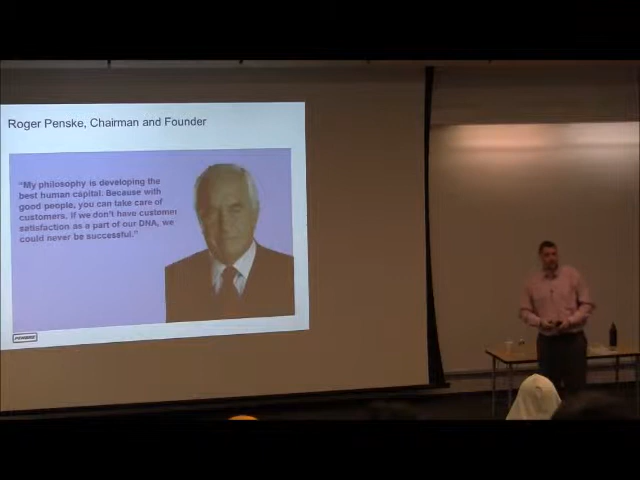 Roger Penske, Chairman and Founder
“My philosophy is developing the
best human capital. Because with
good people, you can take care of
customers. If we don't have customer
satisfaction as a part of our DNA, we
could never be successful.”
PENSKE